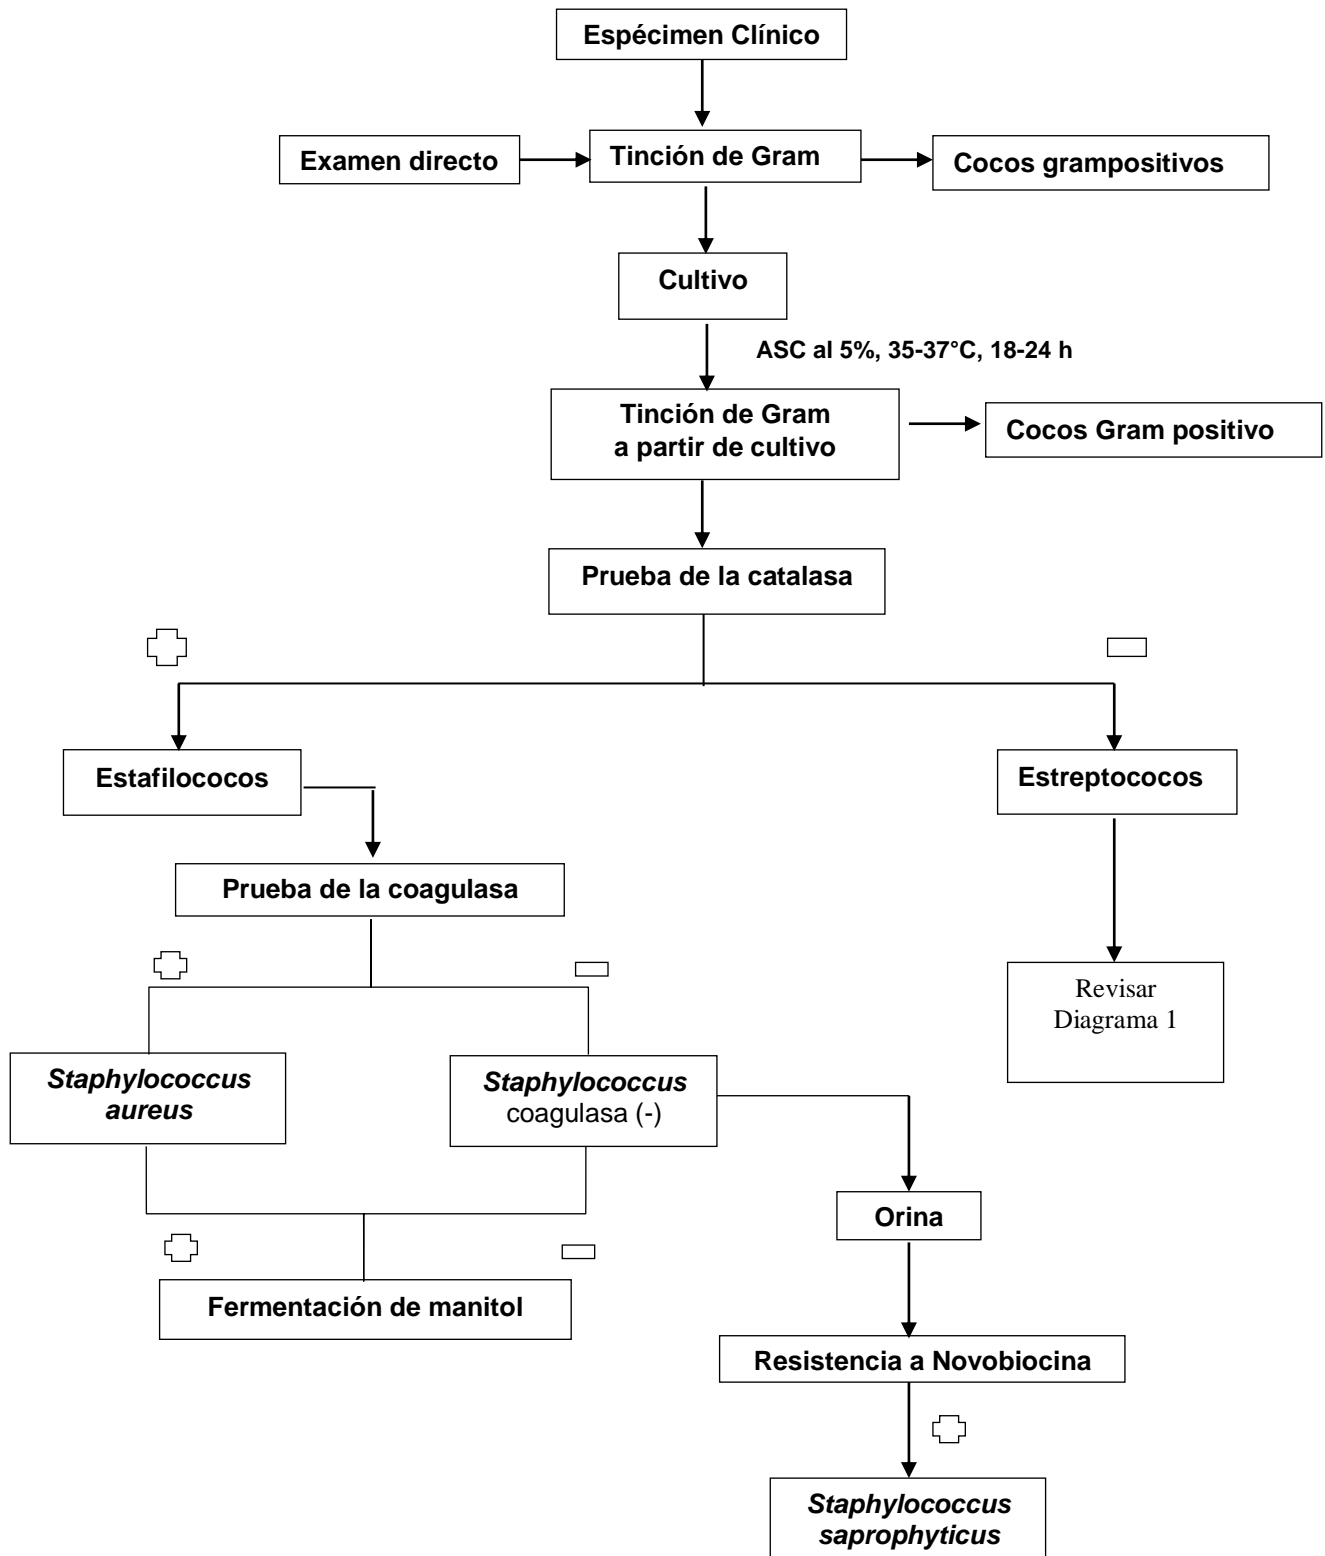 Espécimen Clínico
Examen directo
Tinción de Gram
Cocos grampositivos
Cultivo
ASC al 5%, 35-37°C, 18-24 h
Tinción de Gram
a partir de cultivo
Cocos Gram positivo
Prueba de la catalasa
Estafilococos
Estreptococos
Prueba de la coagulasa
Revisar
Diagrama 1
Staphylococcus
aureus
Staphylococcus
coagulasa (-)
Orina
Fermentación de manitol
Resistencia a Novobiocina
Staphylococcus
saprophyticus